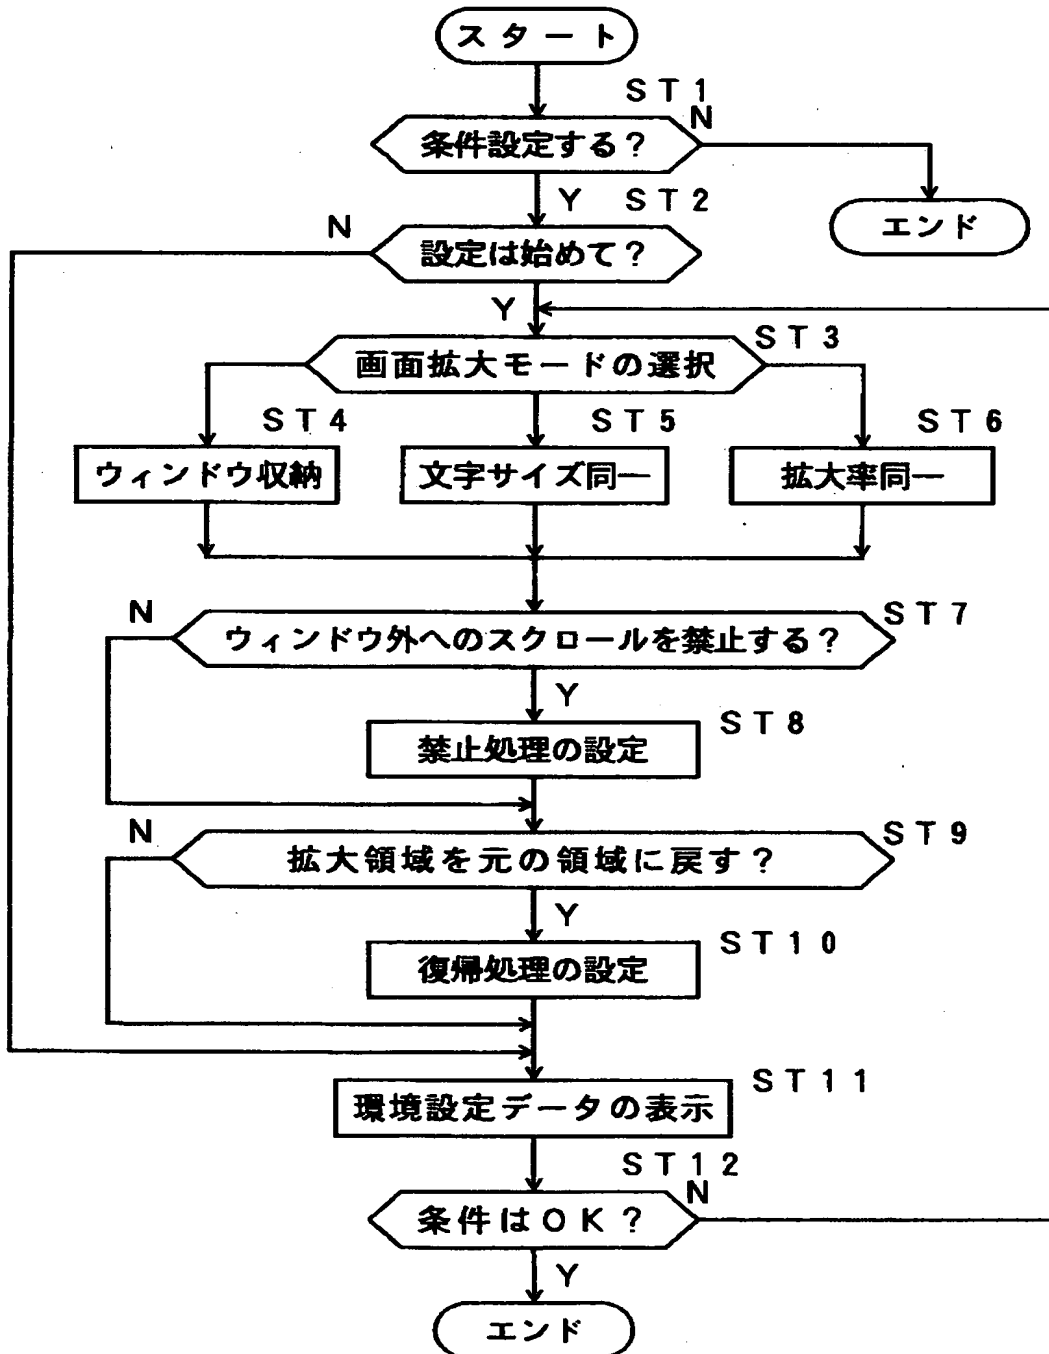 スタート
ST1
条件設定する?
N
Y
ST2
エンド
N
設定は始めて?
Y
ST3
画面拡大モードの選択
ST4
ST5
ST6
ウィンドウ収納
文字サイズ同一
拡大率同一
N
ST7
ウィンドウ外へのスクロールを禁止する?
Y
ST8
禁止処理の設定
N
ST9
拡大領域を元の領域に戻す?
Y
ST10
復帰処理の設定
ST11
環境設定データの表示
ST12
N
条件はOK?
Y
エンド